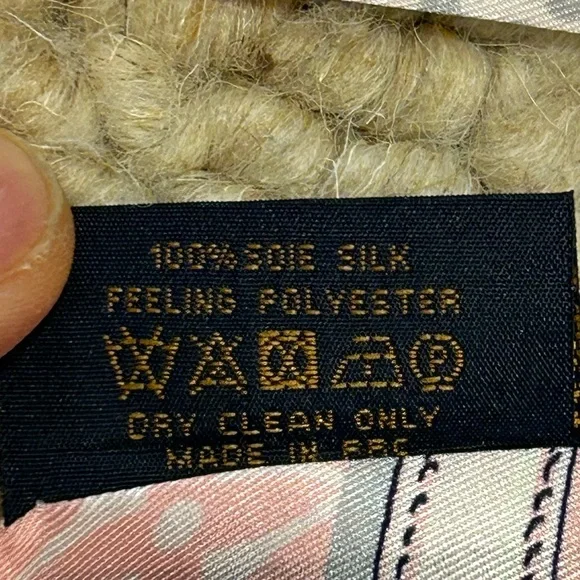 100% SOIE SILK
FEELING POLYESTER
P
DRY CLEAN ONLY
MADE IN PRC